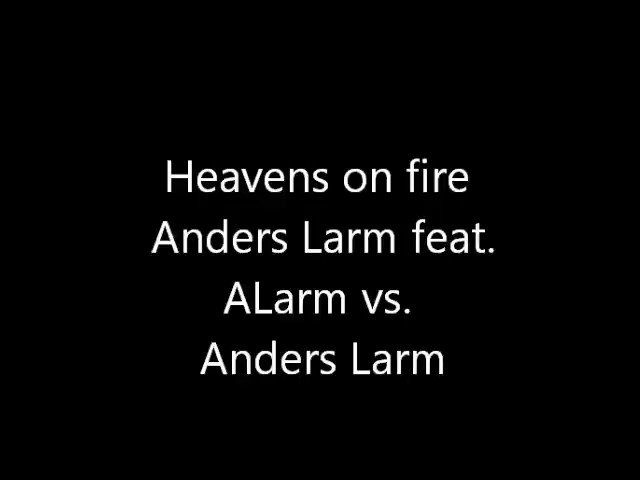 Heavens on fire
Anders Larm feat.
ALarm vs.
Anders Larm